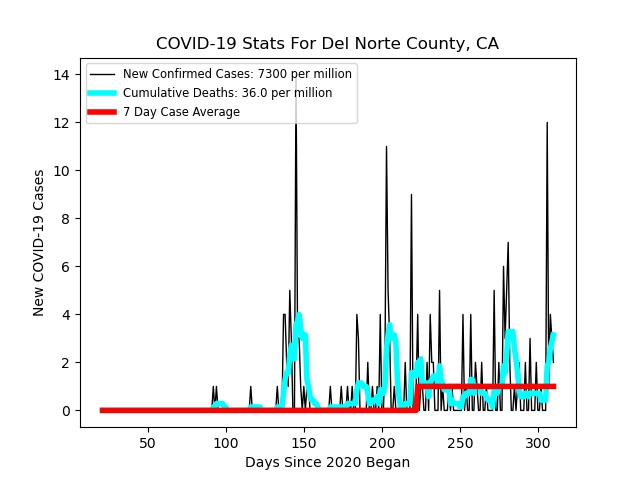 COVID-19 Stats For Del Norte County, CA
New Confirmed Cases: 7300 per million
Cumulative Deaths: 36.0 per million
7 Day Case Average
New COVID-19 Cases
14
12
10
8
6
4
2
0
50 100 150 200 250 300
Days Since 2020 Began